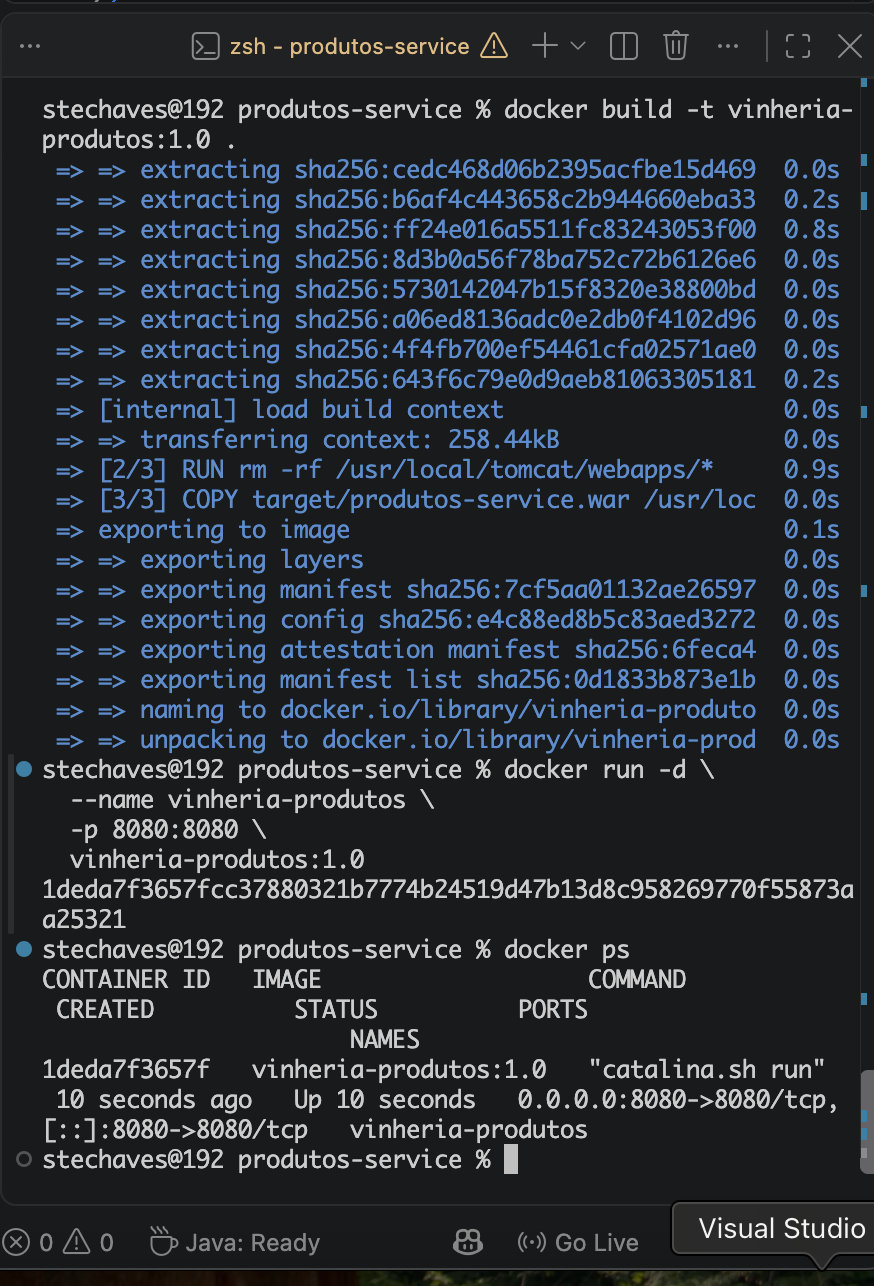 zsh - produtos-service
stechaves@192 produtos-service % docker build -t vinheria-
produtos:1.0 .
=> => extracting sha256:cedc468d06b2395acfbe15d469 0.0s
=> => extracting sha256:b6af4c443658c2b944660eba33 0.2s
=> => extracting sha256:ff24e016a5511fc83243053f00 0.8s
=> => extracting sha256:8d3b0a56f78ba752c72b6126e6 0.0s
=> => extracting sha256:5730142047b15f8320e38800bd 0.0s
=> => extracting sha256:a06ed8136adc0e2db0f4102d96 0.0s
=> => extracting sha256:4f4fb700ef54461cfa02571ae0 0.0s
=> => extracting sha256:643f6c79e0d9aeb81063305181 0.2s
=> [internal] load build context 0.0s
=> => transferring context: 258.44kB 0.0s
=> [2/3] RUN rm -rf /usr/local/tomcat/webapps/* 0.9s
=> [3/3] COPY target/produtos-service.war /usr/loc 0.0s
=> exporting to image 0.1s
=> => exporting layers 0.0s
=> => exporting manifest sha256:7cf5aa01132ae26597 0.0s
=> => exporting config sha256:e4c88ed8b5c83aed3272 0.0s
=> => exporting attestation manifest sha256:6feca4 0.0s
=> => exporting manifest list sha256:0d1833b873e1b 0.0s
=> => naming to docker.io/library/vinheria-produto 0.0s
=> => unpacking to docker.io/library/vinheria-prod 0.0s
stechaves@192 produtos-service % docker run -d \
--name vinheria-produtos \
-p 8080:8080 \
vinheria-produtos:1.0
1deda7f3657fcc37880321b7774b24519d47b13d8c958269770f55873a
a25321
stechaves@192 produtos-service % docker ps
CONTAINER ID IMAGE COMMAND
CREATED STATUS PORTS
NAMES
1deda7f3657f vinheria-produtos:1.0 "catalina.sh run"
10 seconds ago Up 10 seconds 0.0.0.0:8080->8080/tcp,
[::]:8080->8080/tcp vinheria-produtos
stechaves@192 produtos-service %
0 0 Java: Ready Go Live
Visual Studio